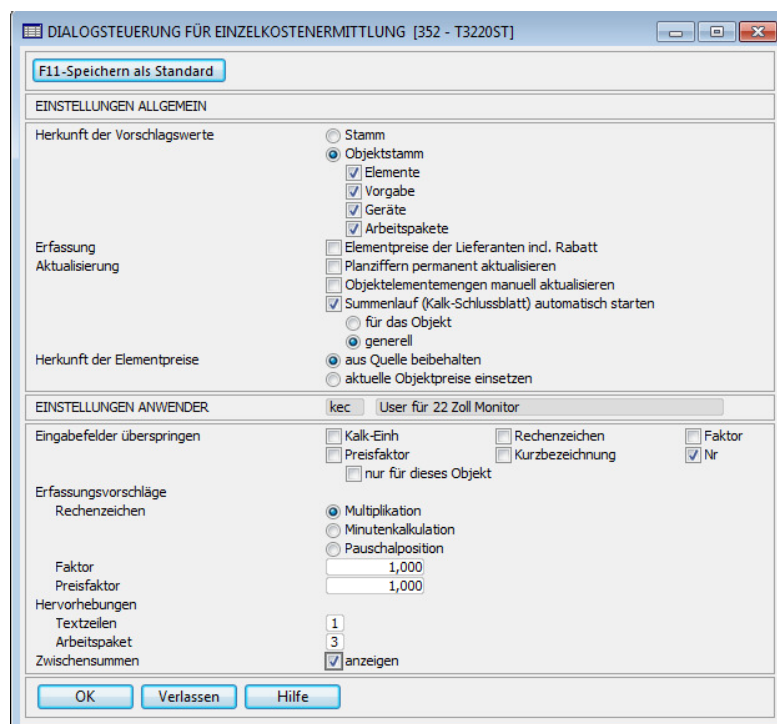 DIALOGSTEUERUNG FÜR EINZELKOSTENERMITTLUNG [352 - T3220ST]
F11-Speichern als Standard
EINSTELLUNGEN ALLGEMEIN
Herkunft der Vorschlagswerte Stamm
Objektstamm
Elemente
Vorgabe
Geräte
Arbeitspakete
Erfassung Elementpreise der Lieferanten incl. Rabatt
Aktualisierung Planziffern permanent aktualisieren
Objektelementemengen manuell aktualisieren
Summenlauf (Kalk-Schlussblatt) automatisch starten
für das Objekt
generell
Herkunft der Elementpreise aus Quelle beibehalten
aktuelle Objektpreise einsetzen
EINSTELLUNGEN ANWENDER kec User für 22 Zoll Monitor
Eingabefelder überspringen Kalk-Einh Rechenzeichen Faktor
Preisfaktor Kurzbezeichnung Nr
nur für dieses Objekt
Erfassungsvorschläge
Rechenzeichen Multiplikation
Minutenkalkulation
Pauschalposition
Faktor 1,000
Preisfaktor 1,000
Hervorhebungen
Textzeilen 1
Arbeitspaket 3
Zwischensummen anzeigen
OK Verlassen Hilfe